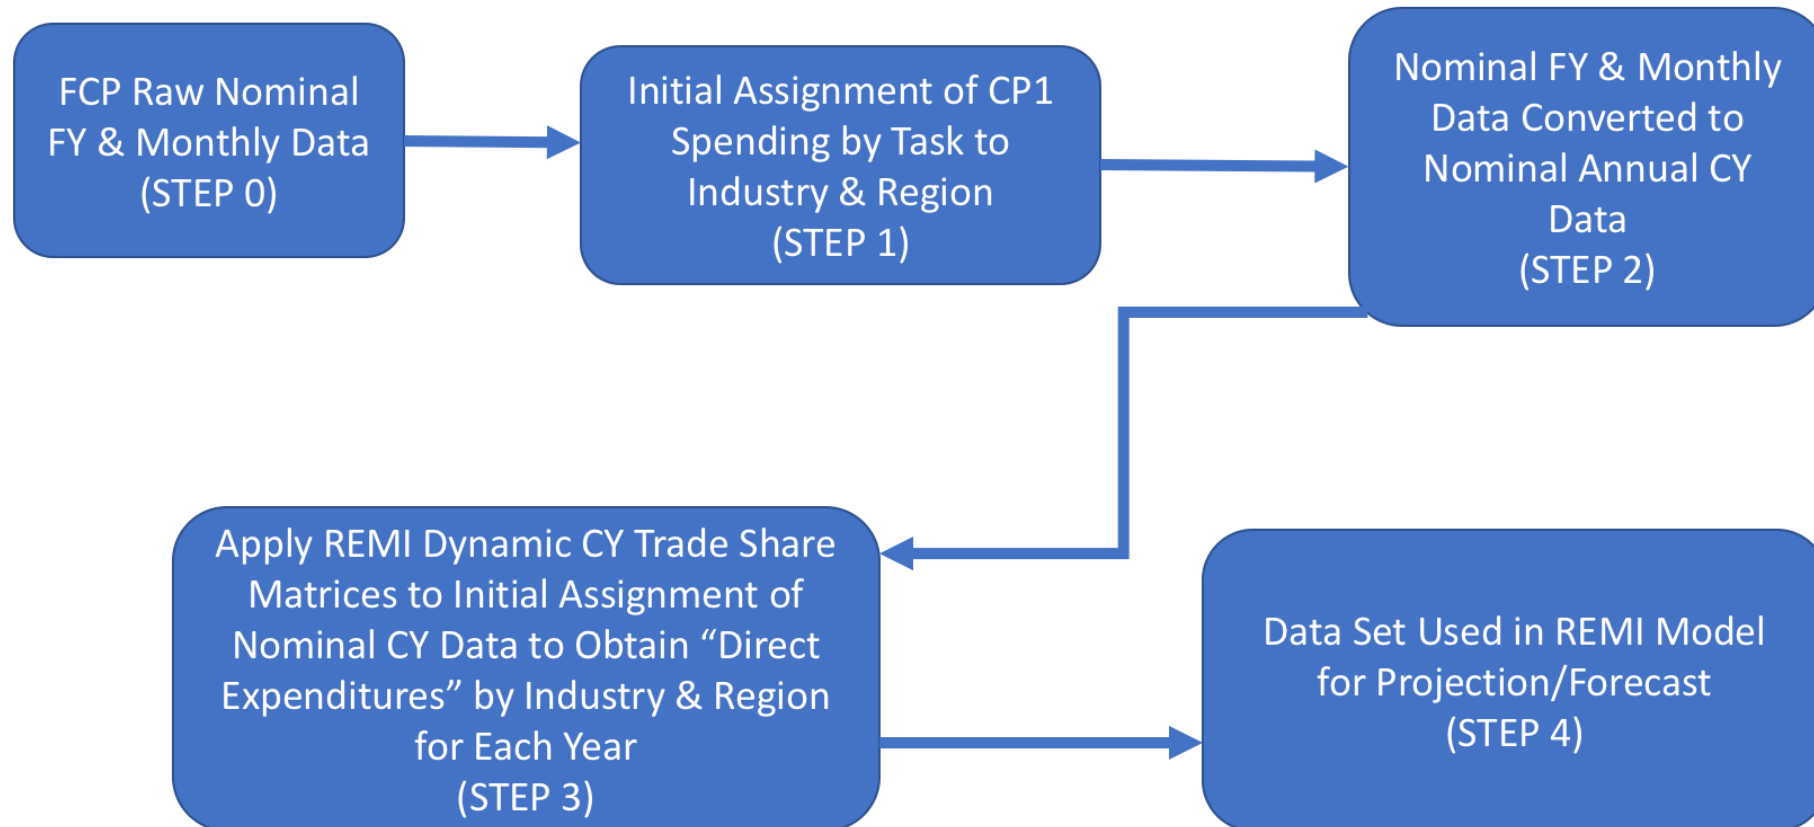 FCP Raw Nominal
FY & Monthly Data
(STEP 0)
Initial Assignment of CP1
Spending by Task to
Industry & Region
(STEP 1)
Nominal FY & Monthly
Data Converted to
Nominal Annual CY
Data
(STEP 2)
Apply REMI Dynamic CY Trade Share
Matrices to Initial Assignment of
Nominal CY Data to Obtain “Direct
Expenditures” by Industry & Region
for Each Year
(STEP 3)
Data Set Used in REMI Model
for Projection/Forecast
(STEP 4)